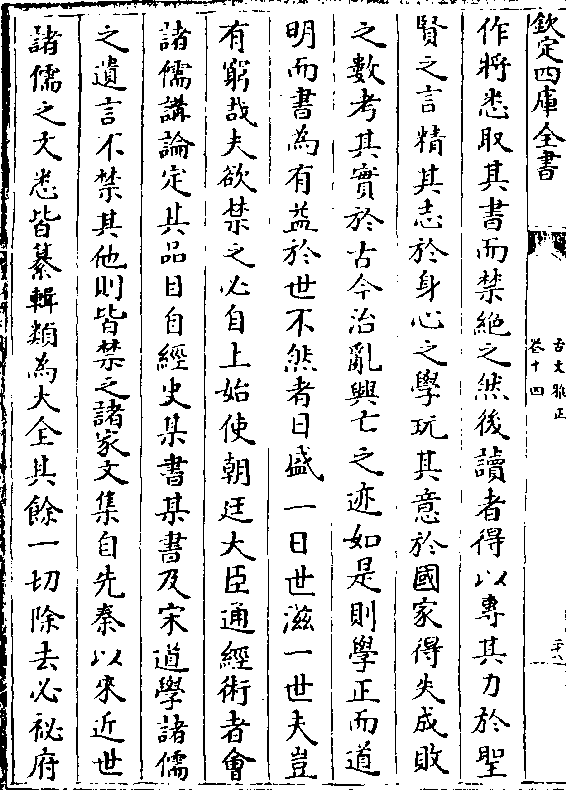 欽定四庫全書
古文雅正
卷十四
作將悉取其書而禁絕之然後讀者得以專其力於聖
賢之言精其志於身心之學玩其意於國家得失成敗
之數考其實於古今治亂興亡之迹如是則學正而道
明而書為有益於世不然者日盛一日世滋一世夫豈
有窮哉夫欲禁之必自上始使朝廷大臣通經術者會
諸儒講論定其品目自經史某書某書及宋道學諸儒
之遺言不禁其他則皆禁之諸家文集自先秦以來近世
諸儒之文悉皆纂輯類為大全其餘一切除去必祕府